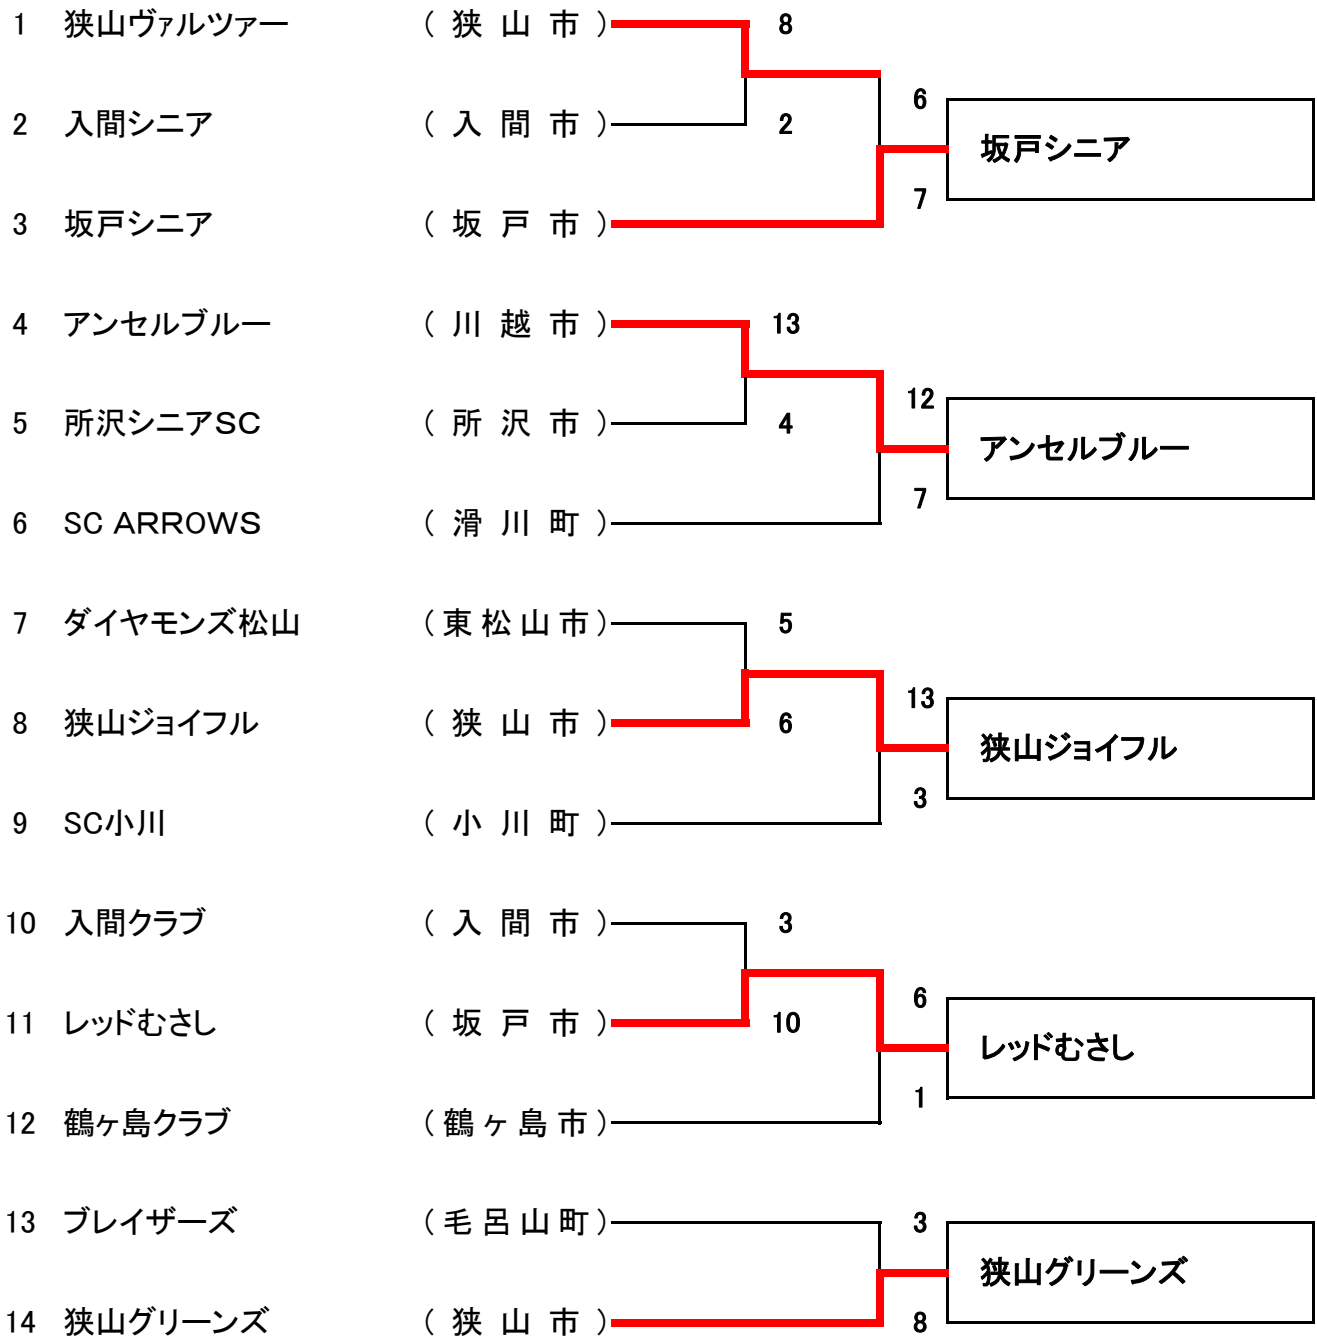 1 狭山ヴァルツァー ( 狭 山 市 ) 8
6
2 入間シニア ( 入 間 市 ) 2
坂戸シニア
7
3 坂戸シニア ( 坂 戸 市 )
4 アンセルブルー ( 川 越 市 ) 13
12
5 所沢シニアSC ( 所 沢 市 ) 4
アンセルブルー
7
6 SC ARROWS ( 滑 川 町 )
7 ダイヤモンズ松山 ( 東 松 山 市 ) 5
13
8 狭山ジョイフル ( 狭 山 市 ) 6
狭山ジョイフル
3
9 SC小川 ( 小 川 町 )
10 入間クラブ ( 入 間 市 ) 3
6
11 レッドむさし ( 坂 戸 市 ) 10
レッドむさし
1
12 鶴ヶ島クラブ ( 鶴 ヶ 島 市 )
13 ブレイザーズ ( 毛 呂 山 町 ) 3
狭山グリーンズ
14 狭山グリーンズ ( 狭 山 市 ) 8